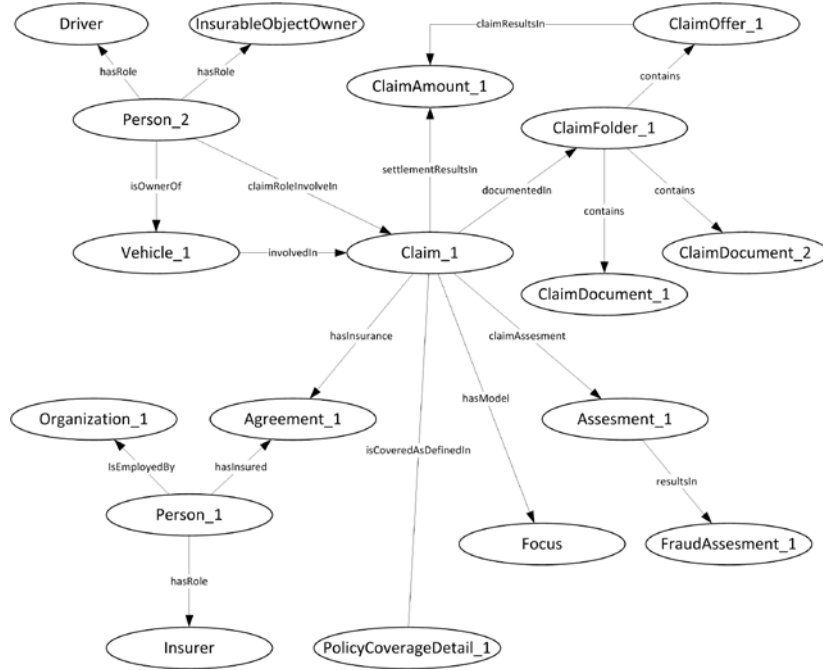 Driver
InsurableObjectOwner
ClaimOffer_1
claimResultsIn
hasRole
hasRole
contains
ClaimAmount_1
Person_2
ClaimFolder_1
settlementResultsIn
isOwnerOf
claimRoleInvolveIn
documentedIn
contains
contains
Vehicle_1
involvedIn
Claim_1
ClaimDocument_2
ClaimDocument_1
hasInsurance
claimAssesment
hasModel
Organization_1
Agreement_1
Assesment_1
isCoveredAsDefinedIn
IsEmployedBy
hasInsured
resultsIn
Person_1
Focus
FraudAssesment_1
hasRole
Insurer
PolicyCoverageDetail_1